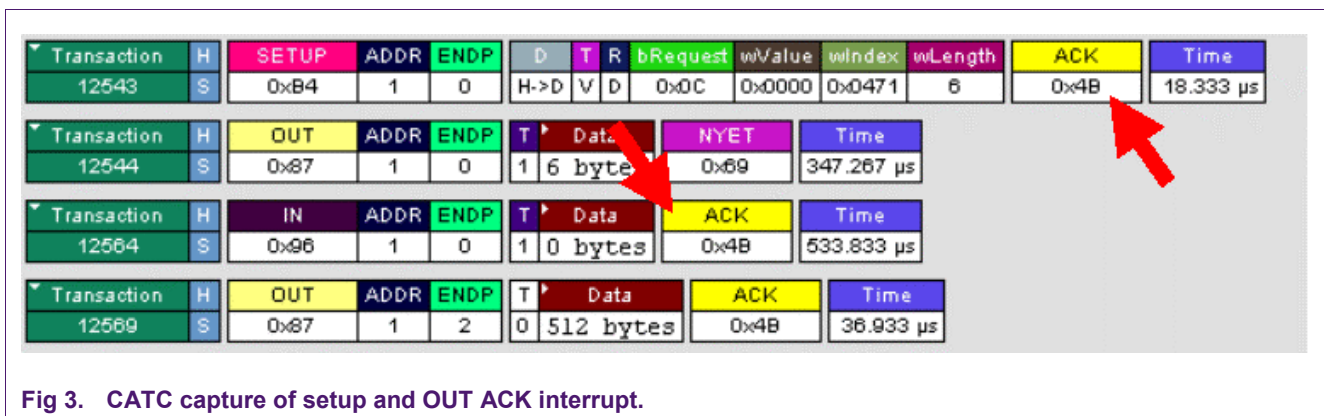 Transaction H SETUP ADDR ENDP D T R bRequest wValue wIndex wLength ACK Time
12543 S 0xB4 1 0 H->D V D 0x0C 0x0000 0x0471 6 0x4B 18.333 µs
Transaction H OUT ADDR ENDP T Data NYET Time
12544 S 0x87 1 0 1 6 bytes 0x69 347.267 µs
Transaction H IN ADDR ENDP T Data ACK Time
12564 S 0x96 1 0 1 0 bytes 0x4B 533.833 µs
Transaction H OUT ADDR ENDP T Data ACK Time
12569 S 0x87 1 2 0 512 bytes 0x4B 36.933 µs
Fig 3. CATC capture of setup and OUT ACK interrupt.